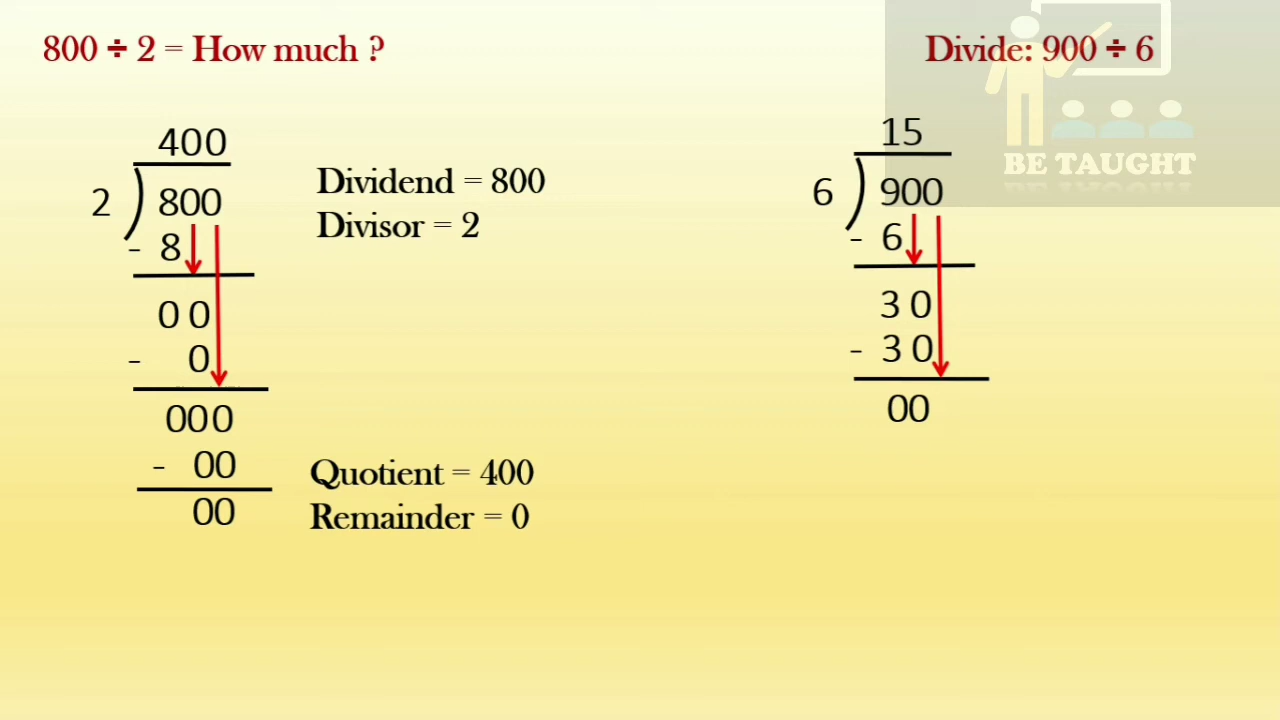 800 ÷ 2 = How much ?
400
2 800
- 8
0 0
- 0
000
- 00
00
Dividend = 800
Divisor = 2
Quotient = 400
Remainder = 0
Divide: 900 ÷ 6
BE TAUGHT
15
6 900
- 6
3 0
- 3 0
00